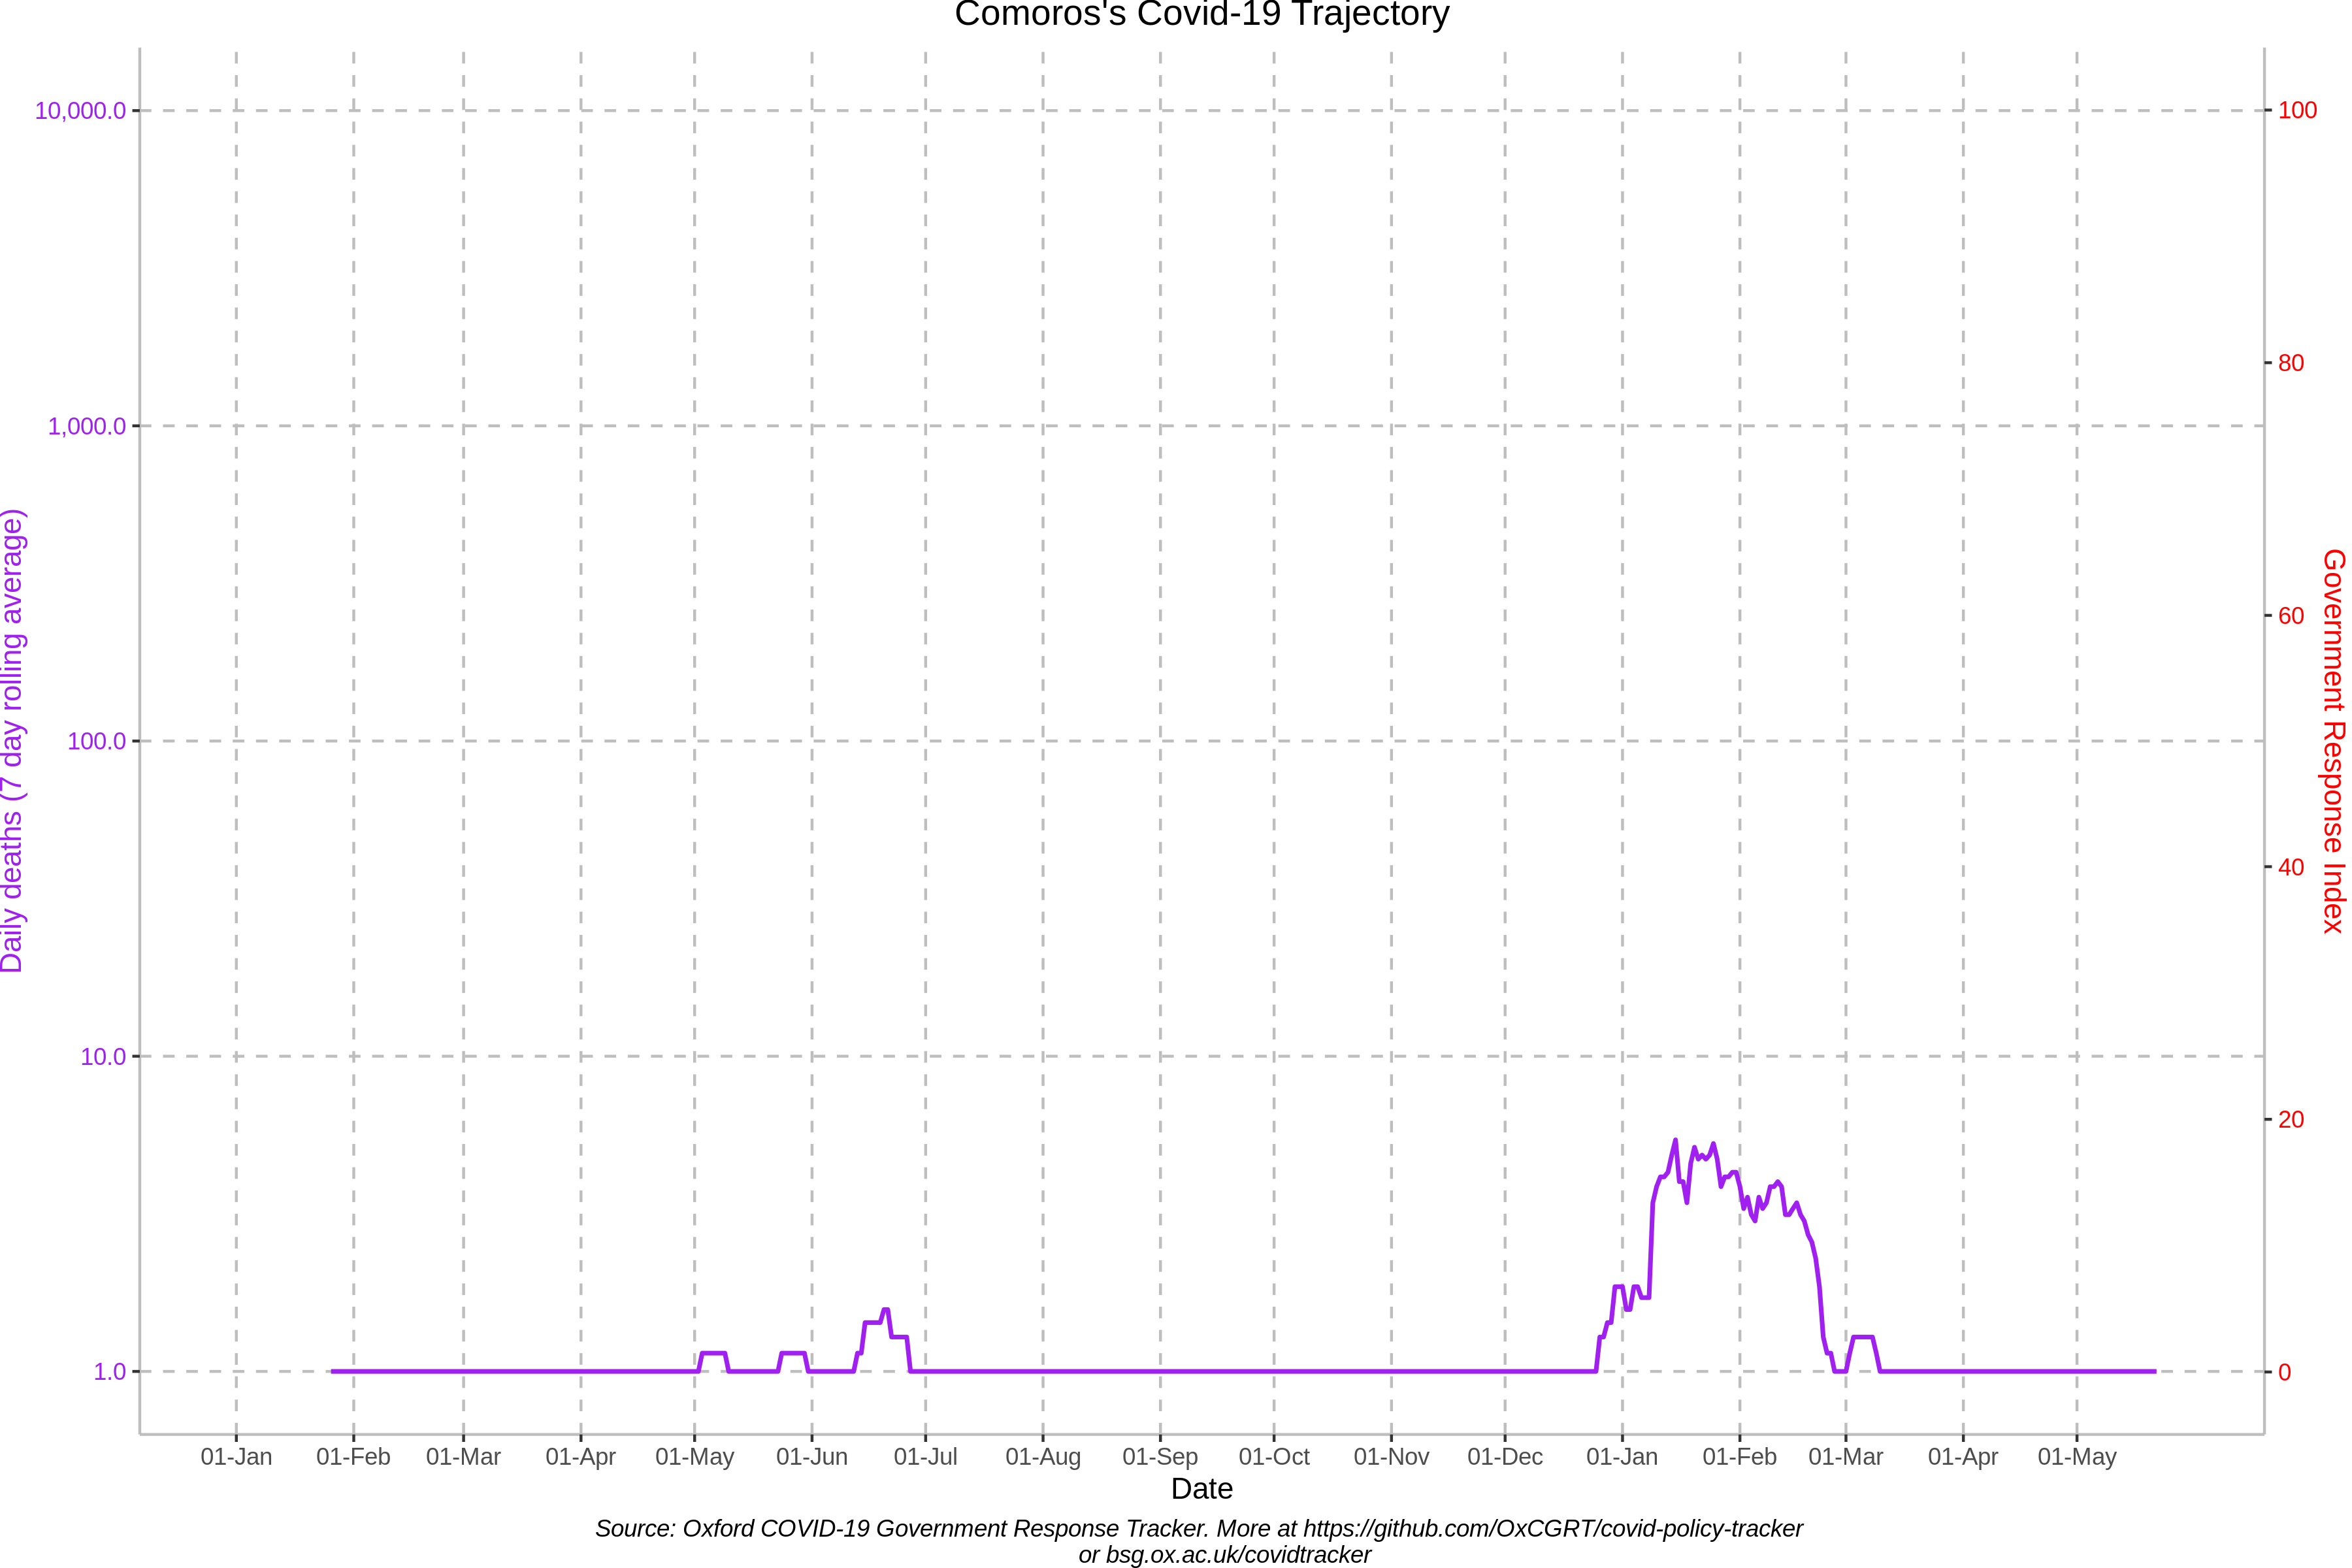 Comoros's Covid-19 Trajectory
10,000.0
1,000.0
100.0
10.0
1.0
Daily deaths (7 day rolling average)
100
80
60
40
20
0
Government Response Index
01-Jan 01-Feb 01-Mar 01-Apr 01-May 01-Jun 01-Jul 01-Aug 01-Sep 01-Oct 01-Nov 01-Dec 01-Jan 01-Feb 01-Mar 01-Apr 01-May
Date
Source: Oxford COVID-19 Government Response Tracker. More at https://github.com/OxCGRT/covid-policy-tracker
or bsg.ox.ac.uk/covidtracker